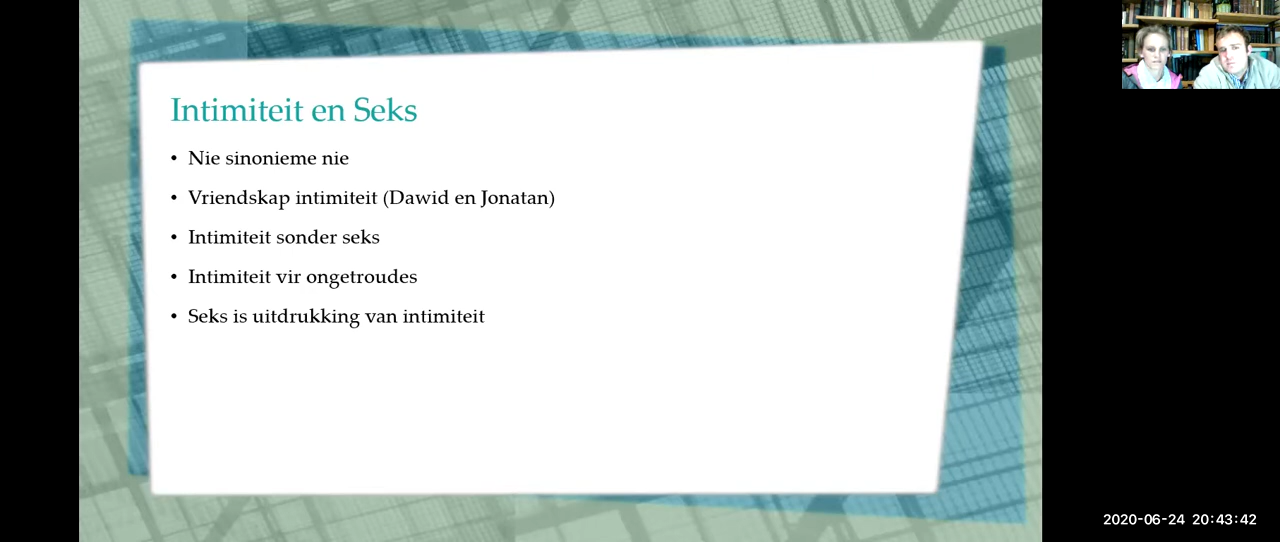 Intimiteit en Seks
• Nie sinonieme nie
• Vriendskap intimiteit (Dawid en Jonatan)
• Intimiteit sonder seks
• Intimiteit vir ongetroudes
• Seks is uitdrukking van intimiteit
2020-06-24 20:43:42